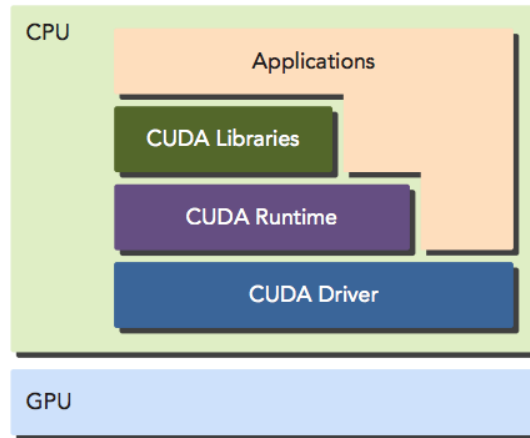 CPU
Applications
CUDA Libraries
CUDA Runtime
CUDA Driver
GPU